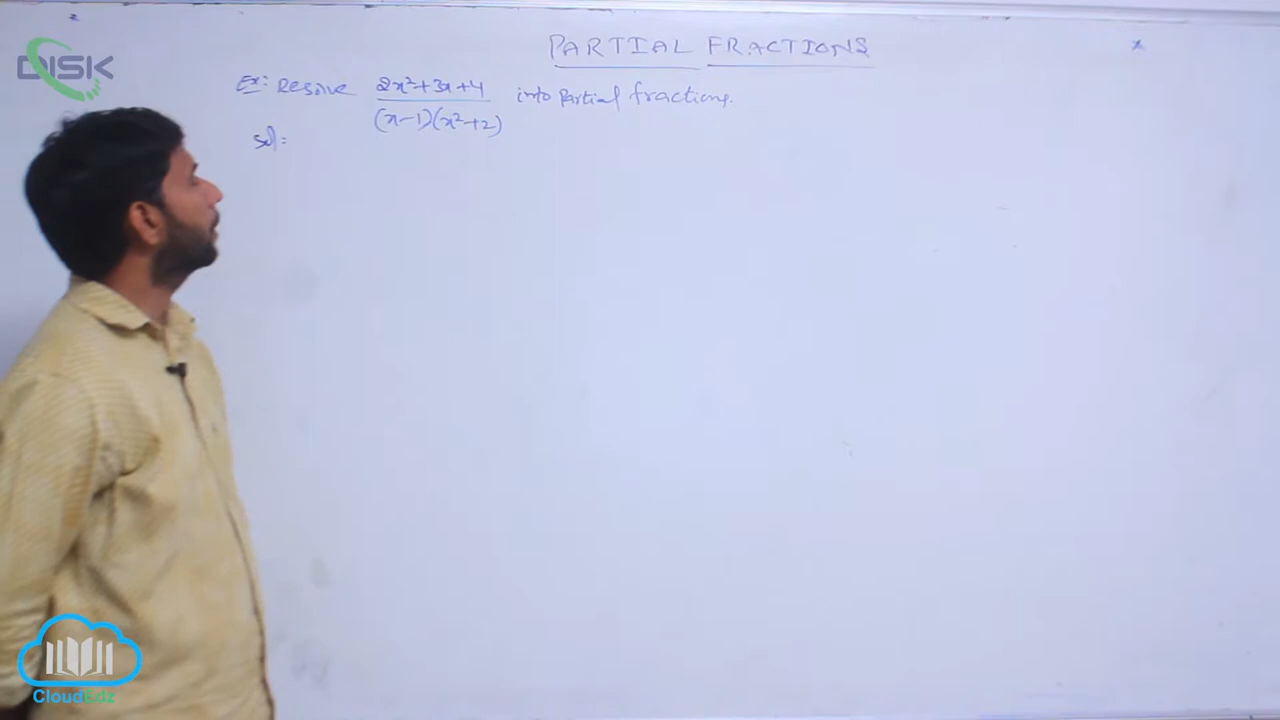 PARTIAL FRACTIONS
DISK
Ex: Resolve 2x²+3x+4 into Partial fractions.
(x-1)(x²+2)
Sol:
CloudEdz